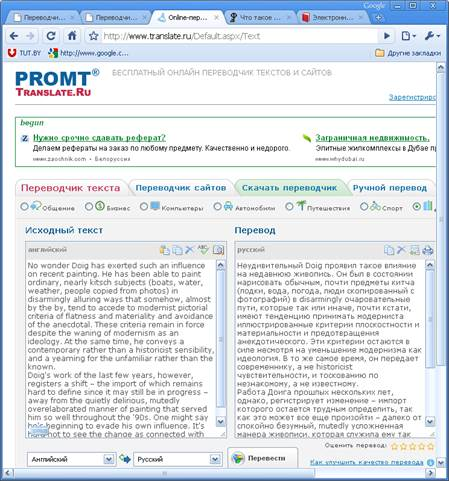 Google
Переводчи
Переводчи
Online-пер
Что такое
Электронн
http://www.translate.ru/Default.aspx/Text
TUT.BY
http://www.google.c...
Другие закладки
PROMT®
TRANSLATE.RU
БЕСПЛАТНЫЙ ОНЛАЙН ПЕРЕВОДЧИК ТЕКСТОВ И САЙТОВ
Зарегистриро
begun
Нужно срочно сдавать реферат?
Делаем рефераты на заказ по любому предмету. Качественно и недорого.
www.zaochnik.com • Белоруссия
Заграничная недвижимость.
Элитные жилкомплексы в Дубае пр
www.whydubai.ru
Переводчик текста
Переводчик сайтов
Скачать переводчик
Ручной перевод
Общение
Бизнес
Компьютеры
Автомобили
Путешествия
Спорт
Исходный текст
английский
No wonder Doig has exerted such an influence
on recent painting. He has been able to paint
ordinary, nearly kitsch subjects (boats, water,
weather, people copied from photos) in
disarmingly alluring ways that somehow, almost
by the by, tend to accede to modernist pictorial
criteria of flatness and materiality and avoidance
of the anecdotal. These criteria remain in force
despite the waning of modernism as an
ideology. At the same time, he conveys a
contemporary rather than a historicist sensibility,
and a yearning for the unfamiliar rather than the
known.
Doig's work of the last few years, however,
registers a shift – the import of which remains
hard to define since it may still be in progress –
away from the quietly delirious, mutedly
overelaborated manner of painting that served
him so well throughout the '90s. One might say
he's beginning to evade his own influence. It's
hard not to see the change as connected with
Перевод
русский
Неудивительный Doig проявил такое влияние
на недавнюю живопись. Он был в состоянии
нарисовать обычным, почти предметы китча
(лодки, вода, погода, люди скопированный с
фотографий) в disarmingly очаровательные
пути, которые так или иначе, почти кстати,
имеют тенденцию принимать модерниста
иллюстрированные критерии плоскостности и
материальности и предотвращения
анекдотического. Эти критерии остаются в
силе несмотря на уменьшение модернизма как
идеология. В то же самое время, он передает
современнику, а не historicist
чувствительность, и тоскованию по
незнакомому, а не известному.
Работа Доига прошлых нескольких лет,
однако, регистрирует изменение – импорт
которого остается трудным определить, так
как это может все еще произойти – далеко от
спокойно безумный, mutedly усложненная
манера живописи, которая служила ему так
Оценить перевод:
Английский
Русский
Перевести
Как улучшить качество перевода